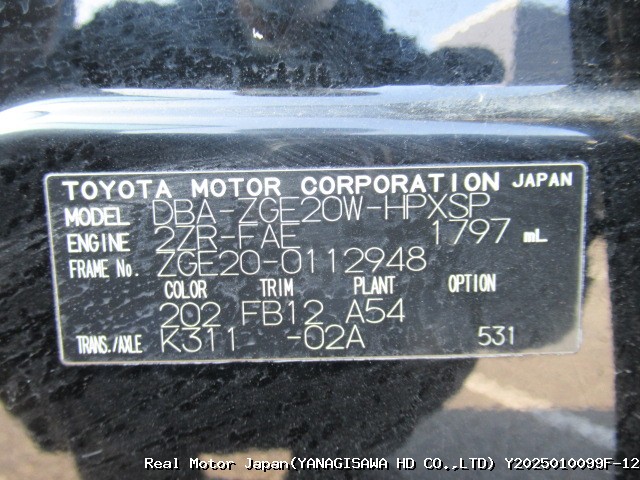 TOYOTA MOTOR CORPORATION JAPAN
MODEL DBA-ZGE20W-HPXSP
ENGINE 2ZR-FAE 1797 mL
FRAME No. ZGE20-0112948
COLOR TRIM PLANT OPTION
202 FB12 A54
TRANS./AXLE K311 -02A 531
Real Motor Japan(YANAGISAWA HD CO.,LTD) Y2025010099F-12